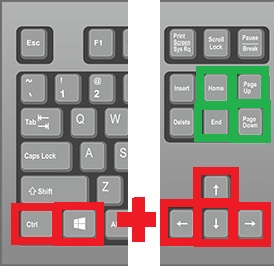 Esc F1
~ ` ! 1 @ 2
Tab Q W
Caps Lock A
Shift Z
Ctrl
+
Print Screen Sys Rq Scroll Lock Pause Break
Insert Home Page Up
Delete End Page Down
↑
← ↓ →